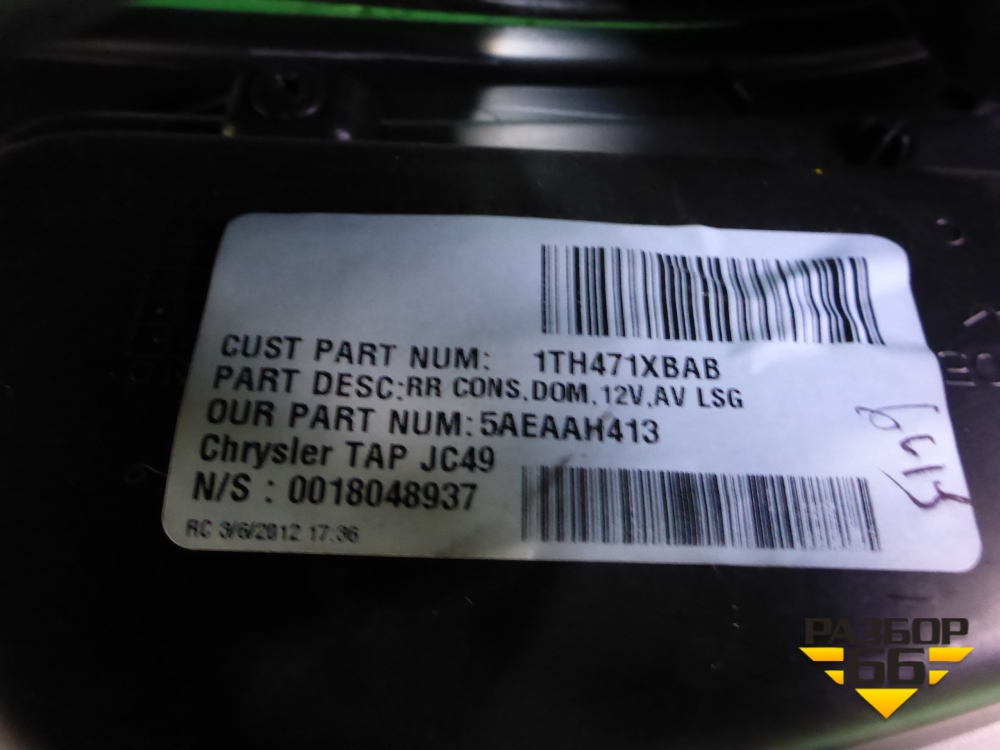 CUST PART NUM: 1TH471XBAB
PART DESC:RR CONS,DOM,12V,AV LSG
OUR PART NUM:5AEAAH413
Chrysler TAP JC49
N/S : 0018048937
RC 3/6/2012 17:36
РАЗБОР
66